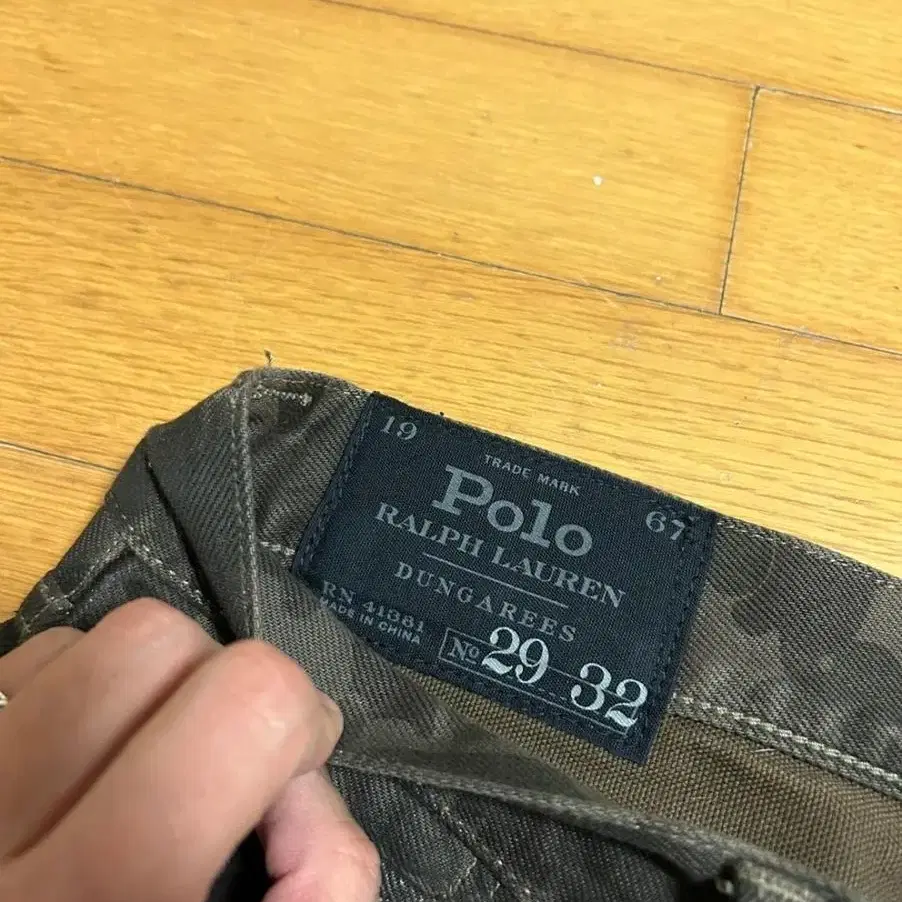 19
TRADE MARK
67
Polo
RALPH LAUREN
DUNGAREES
RN 41381
MADE IN CHINA
No 29 32